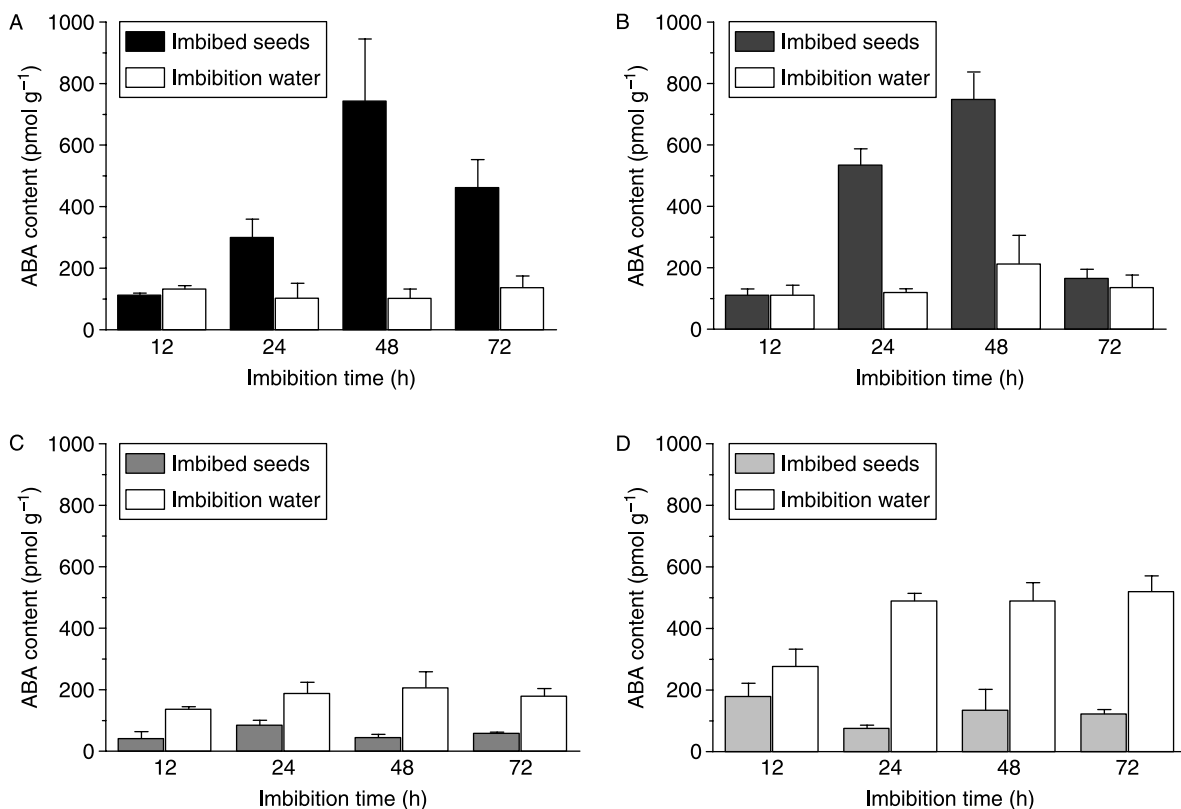 A
1000
800
600
400
200
0
ABA content (pmol g⁻¹)
Imbibed seeds
Imbibition water
12 24 48 72
Imbibition time (h)
B
1000
800
600
400
200
0
ABA content (pmol g⁻¹)
Imbibed seeds
Imbibition water
12 24 48 72
Imbibition time (h)
C
1000
800
600
400
200
0
ABA content (pmol g⁻¹)
Imbibed seeds
Imbibition water
12 24 48 72
Imbibition time (h)
D
1000
800
600
400
200
0
ABA content (pmol g⁻¹)
Imbibed seeds
Imbibition water
12 24 48 72
Imbibition time (h)